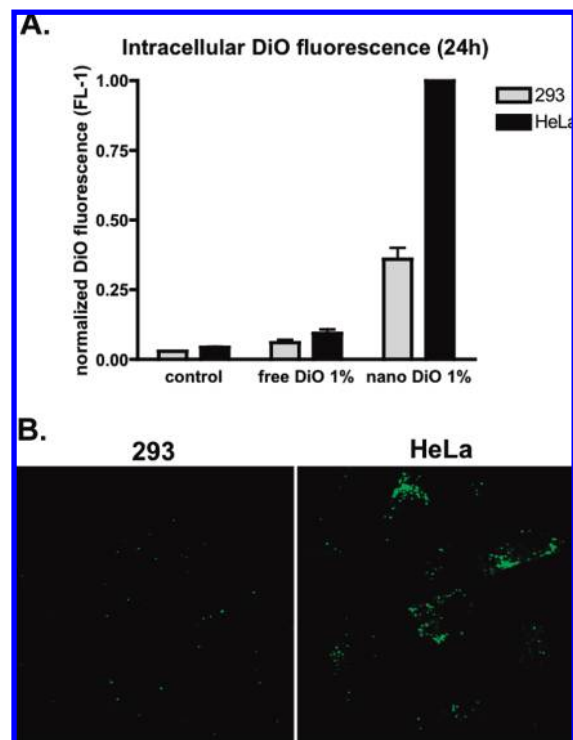 A.
Intracellular DiO fluorescence (24h)
normalized DiO fluorescence (FL-1)
1.00
0.75
0.50
0.25
0.00
control
free DiO 1%
nano DiO 1%
293
HeLa
B.
293
HeLa